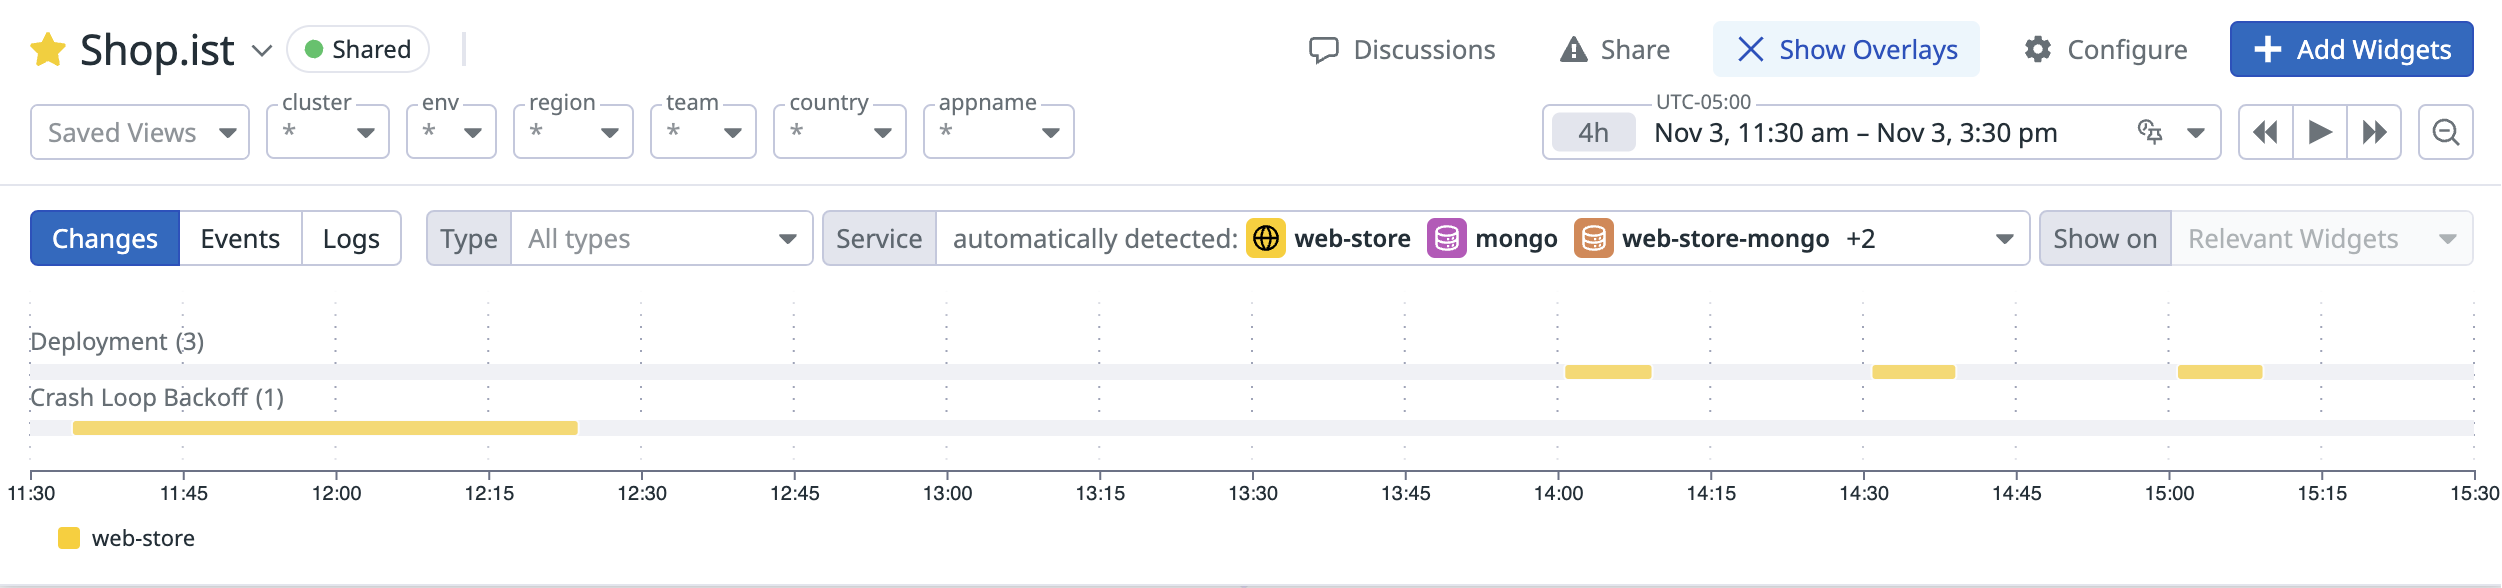 Shop.ist Shared Discussions Share Show Overlays Configure Add Widgets
Saved Views cluster * env * region * team * country * appname * UTC-05:00 4h Nov 3, 11:30 am – Nov 3, 3:30 pm
Changes Events Logs Type All types Service automatically detected: web-store mongo web-store-mongo +2 Show on Relevant Widgets
Deployment (3)
Crash Loop Backoff (1)
11:30 11:45 12:00 12:15 12:30 12:45 13:00 13:15 13:30 13:45 14:00 14:15 14:30 14:45 15:00 15:15 15:30
web-store